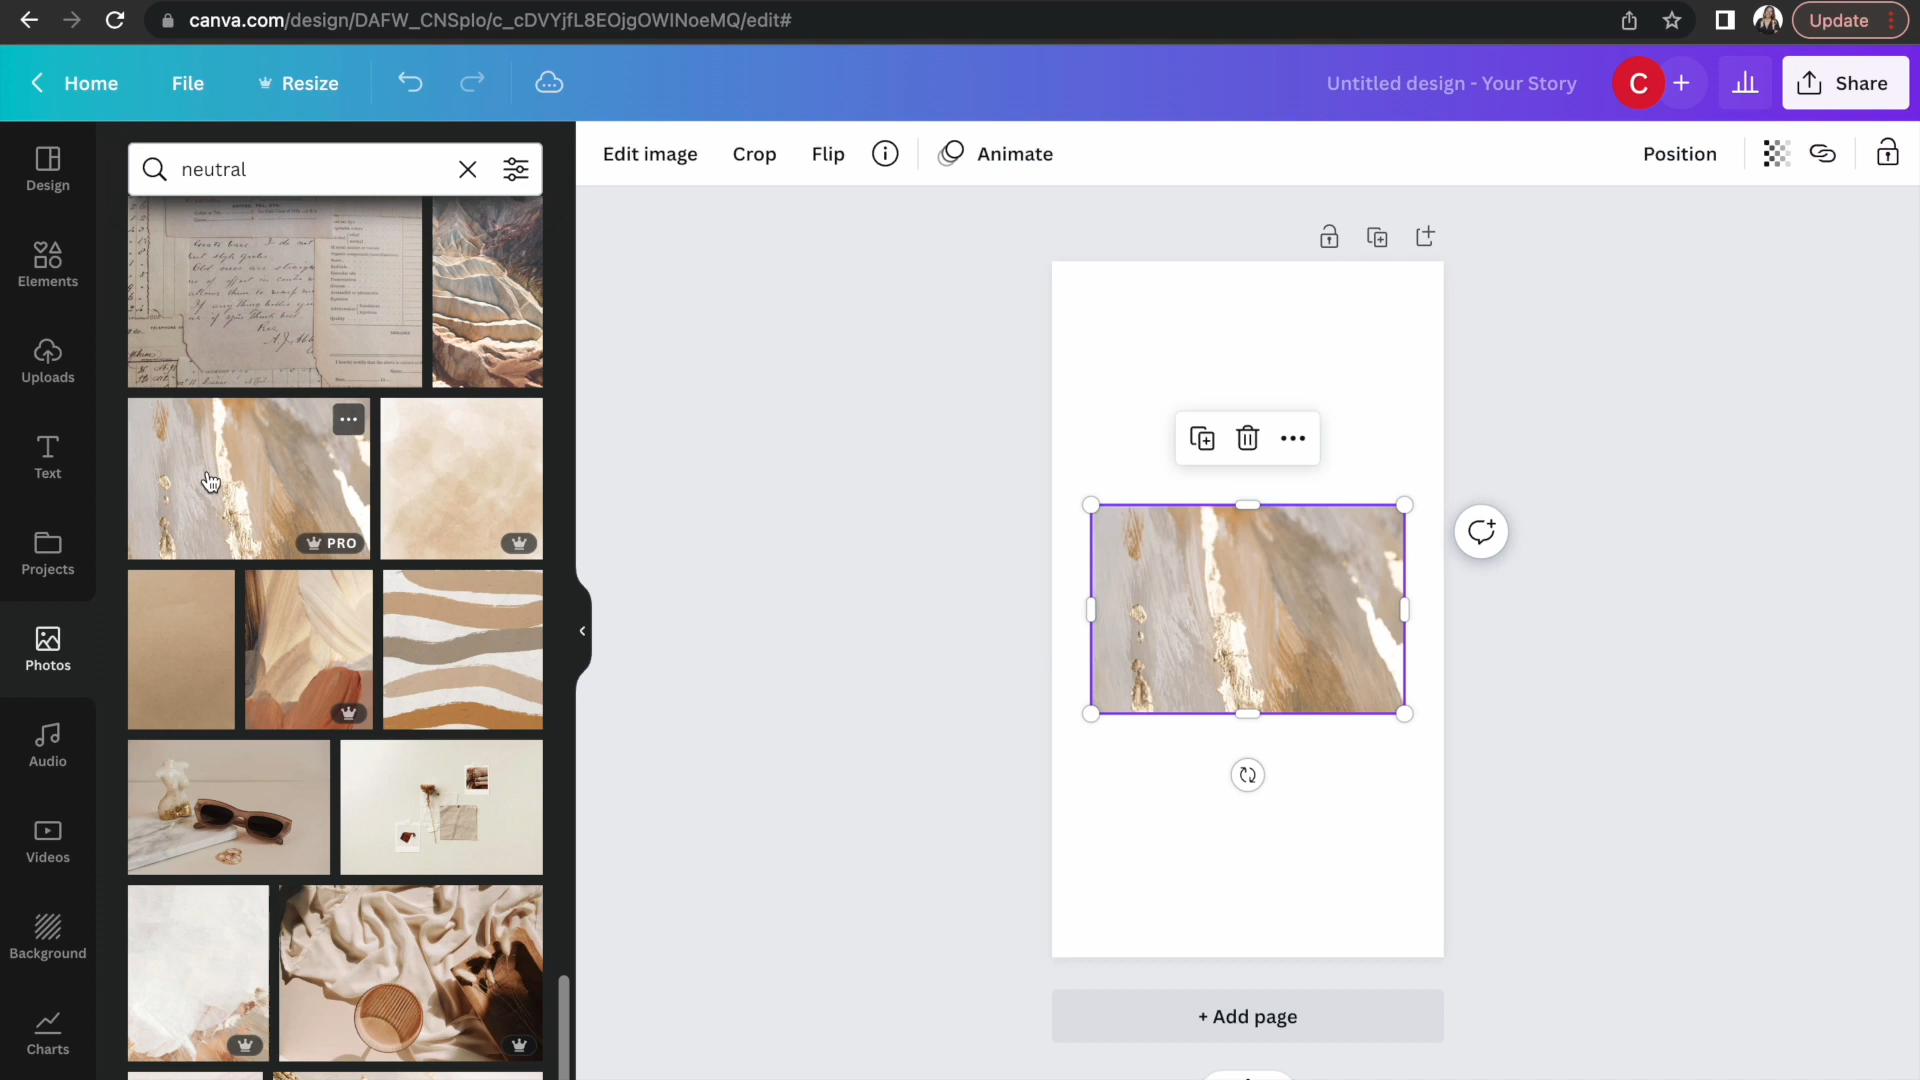 canva.com/design/DAFW_CNSplo/c_cDVYjfL8EOjgOWINoeMQ/edit#
Update
Home
File
Resize
Untitled design - Your Story
C
Share
Design
Elements
Uploads
Text
Projects
Photos
Audio
Videos
Background
Charts
neutral
PRO
Edit image
Crop
Flip
Animate
Position
+ Add page